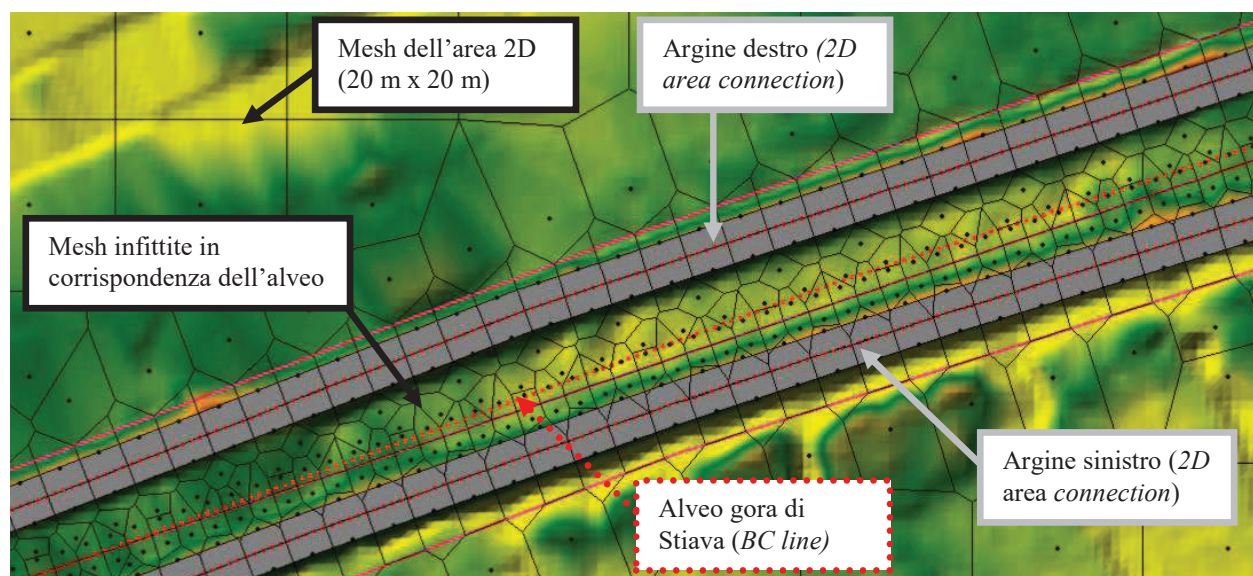 Mesh dell'area 2D
(20 m x 20 m)
Argine destro (2D
area connection)
Mesh infittite in
corrispondenza dell'alveo
Argine sinistro (2D
area connection)
Alveo gora di
Stiava (BC line)